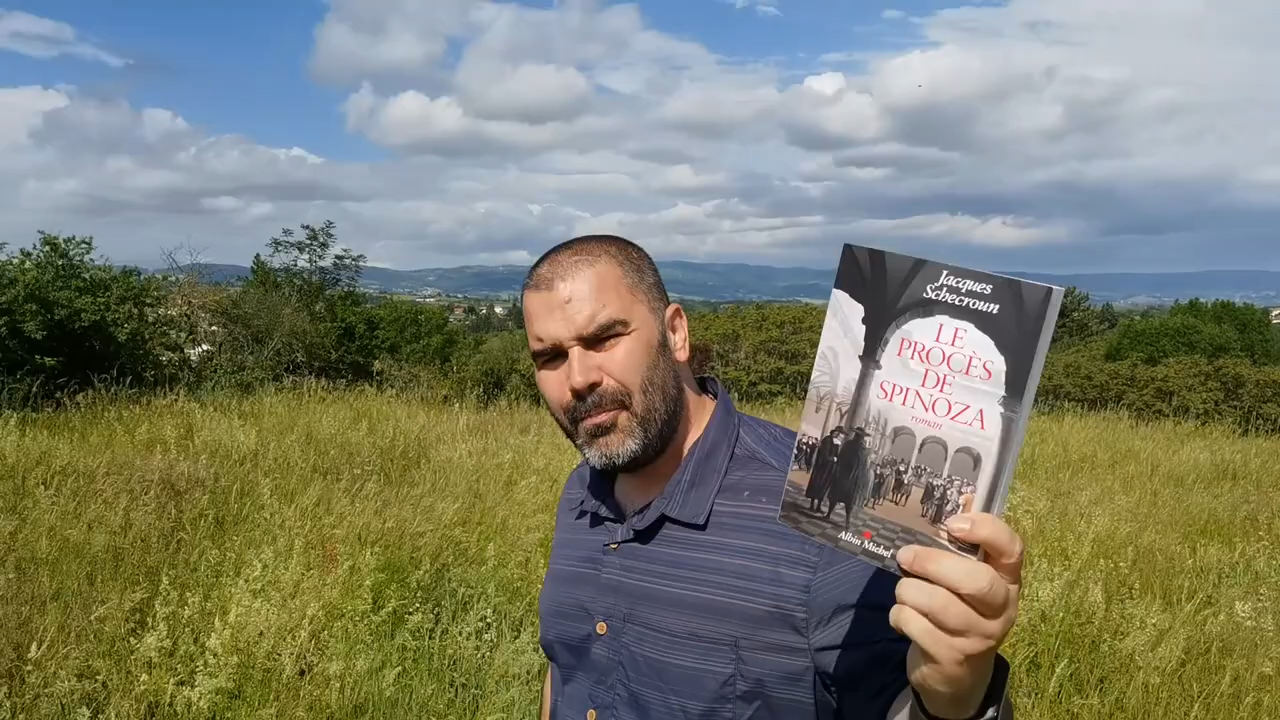 Jacques
Schecroun
LE
PROCÈS
DE
SPINOZA
roman
Albin Michel